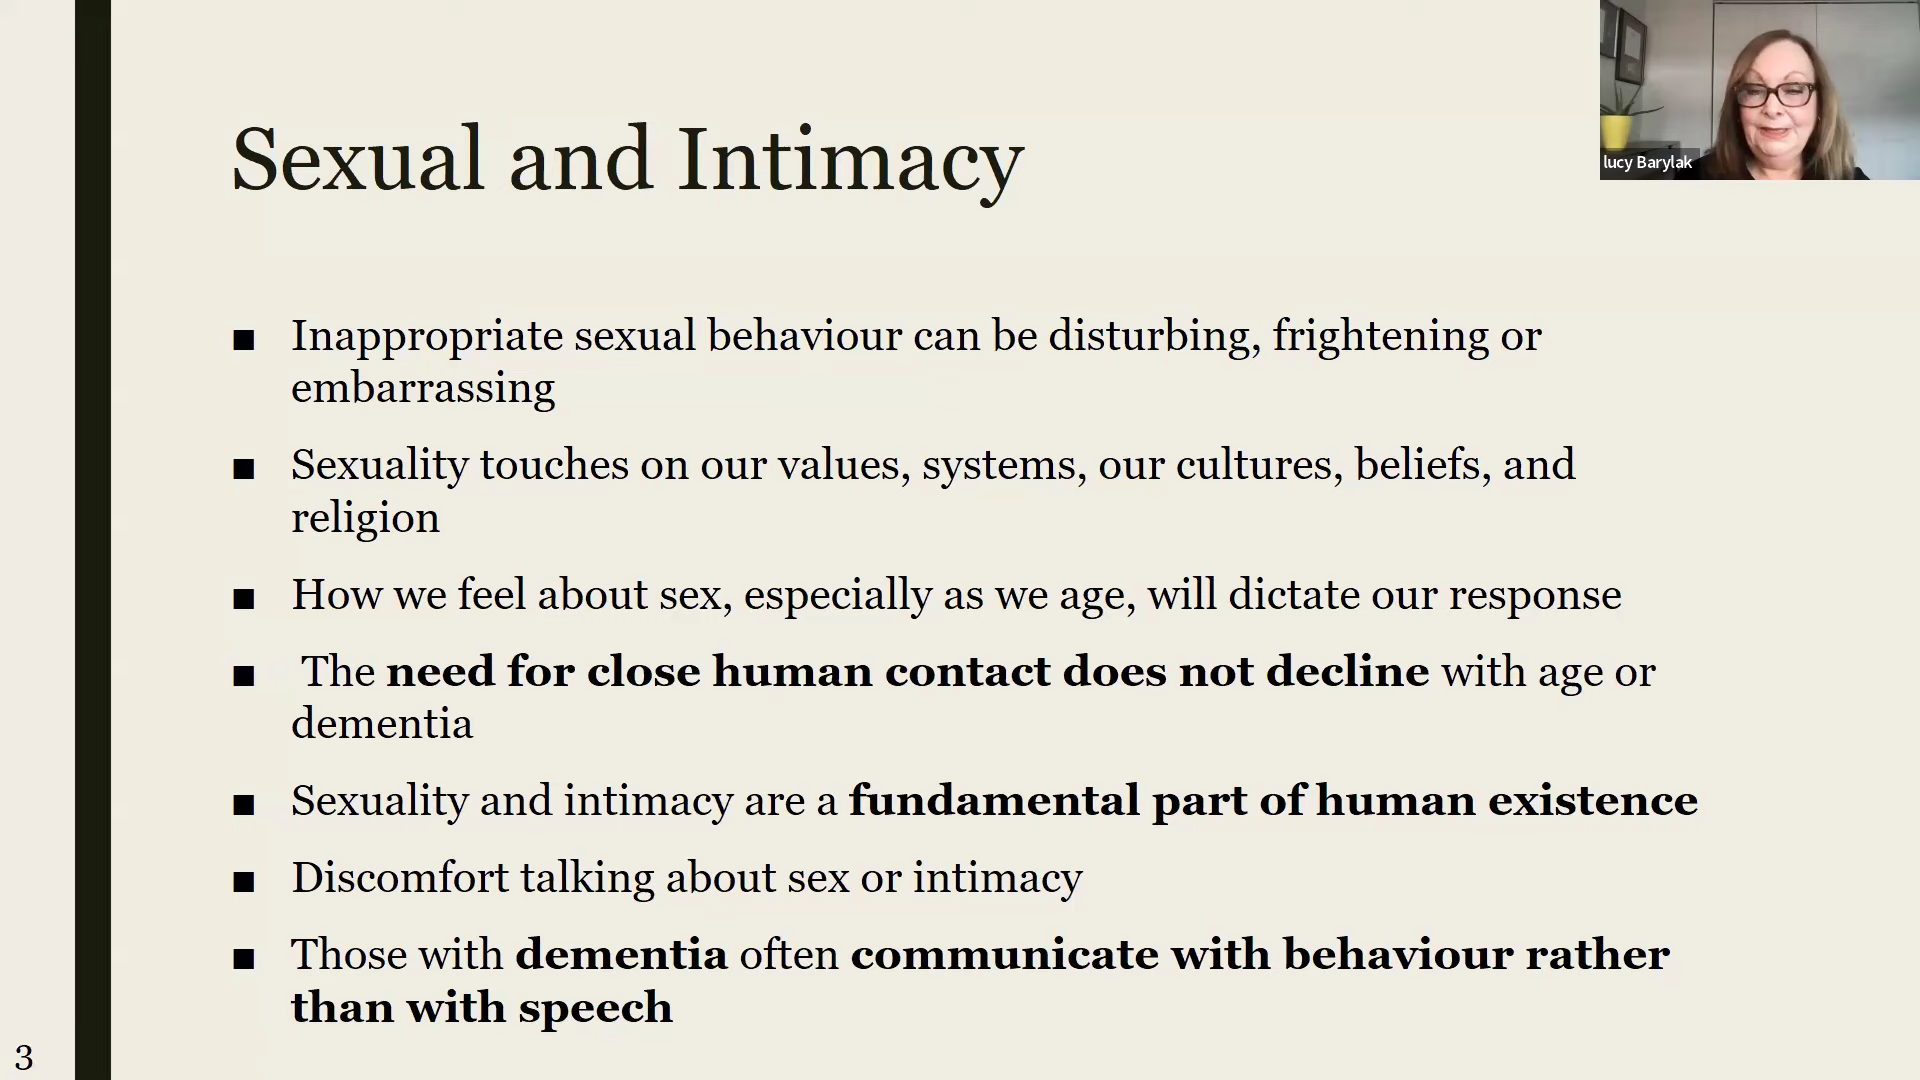 Sexual and Intimacy
lucy Barylak
■ Inappropriate sexual behaviour can be disturbing, frightening or
embarrassing
■ Sexuality touches on our values, systems, our cultures, beliefs, and
religion
■ How we feel about sex, especially as we age, will dictate our response
■ The need for close human contact does not decline with age or
dementia
■ Sexuality and intimacy are a fundamental part of human existence
■ Discomfort talking about sex or intimacy
■ Those with dementia often communicate with behaviour rather
than with speech
3